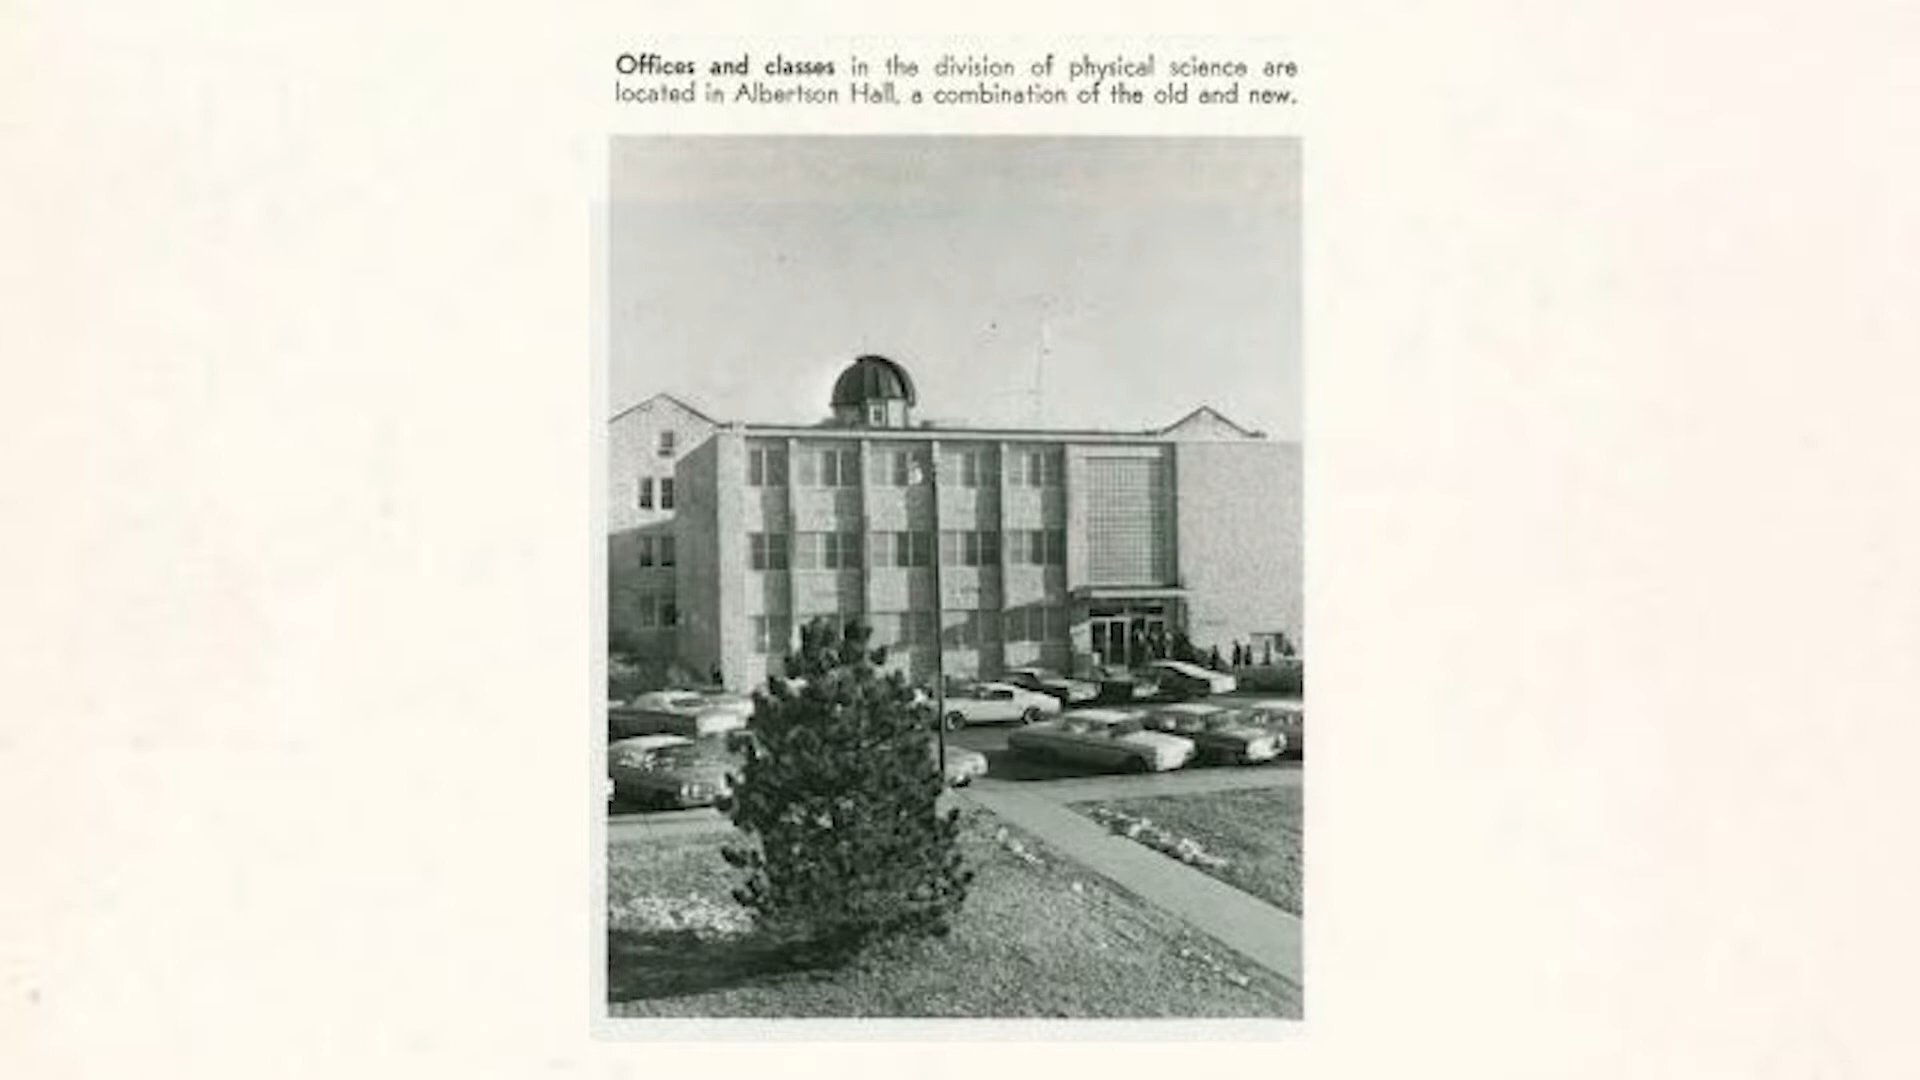 Offices and classes in the division of physical science are
located in Albertson Hall, a combination of the old and new.